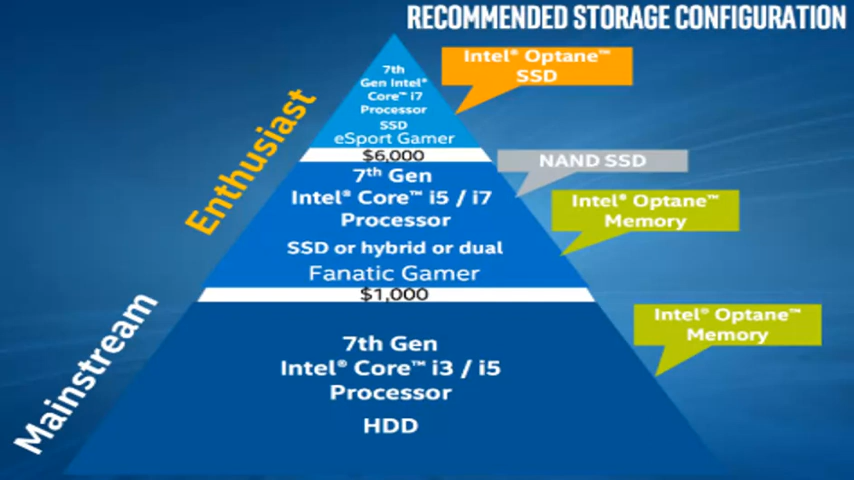 RECOMMENDED STORAGE CONFIGURATION
Enthusiast
Mainstream
7th
Gen Intel®
Core™ i7
Processor
SSD
eSport Gamer
Intel® Optane™
SSD
$6,000
NAND SSD
7th Gen
Intel® Core™ i5 / i7
Processor
SSD or hybrid or dual
Fanatic Gamer
Intel® Optane™
Memory
$1,000
7th Gen
Intel® Core™ i3 / i5
Processor
HDD
Intel® Optane™
Memory